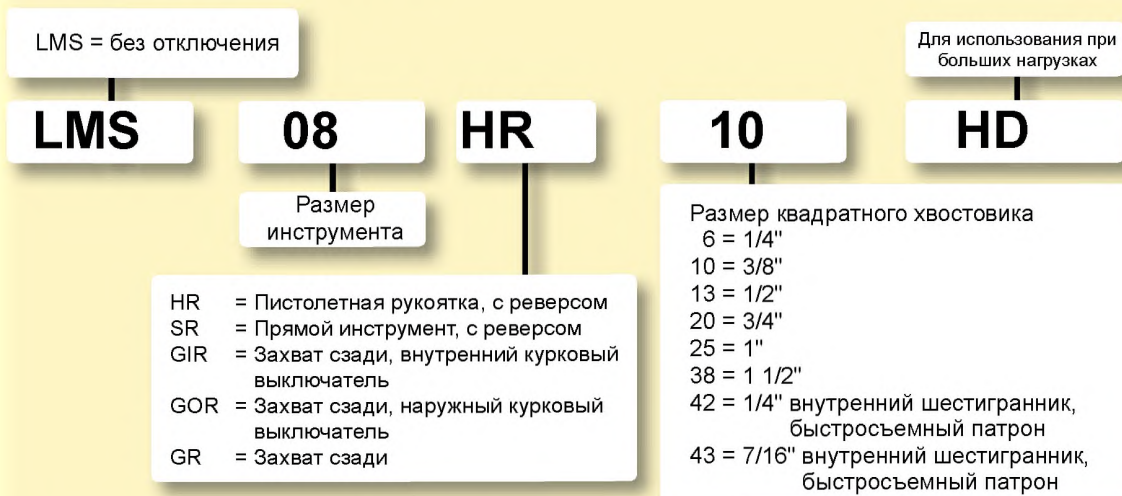 LMS = без отключения
Для использования при
больших нагрузках
LMS 08 HR 10 HD
Размер
инструмента
HR = Пистолетная рукоятка, с реверсом
SR = Прямой инструмент, с реверсом
GIR = Захват сзади, внутренний курковый
выключатель
GOR = Захват сзади, наружный курковый
выключатель
GR = Захват сзади
Размер квадратного хвостовика
6 = 1/4"
10 = 3/8"
13 = 1/2"
20 = 3/4"
25 = 1"
38 = 1 1/2"
42 = 1/4" внутренний шестигранник,
быстросъемный патрон
43 = 7/16" внутренний шестигранник,
быстросъемный патрон